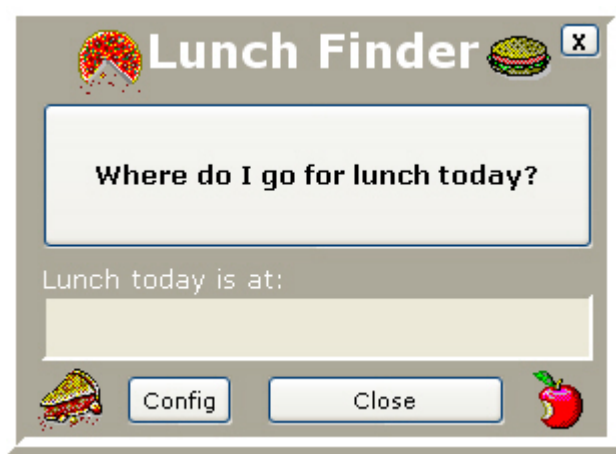 Lunch Finder
X
Where do I go for lunch today?
Lunch today is at:
Config
Close